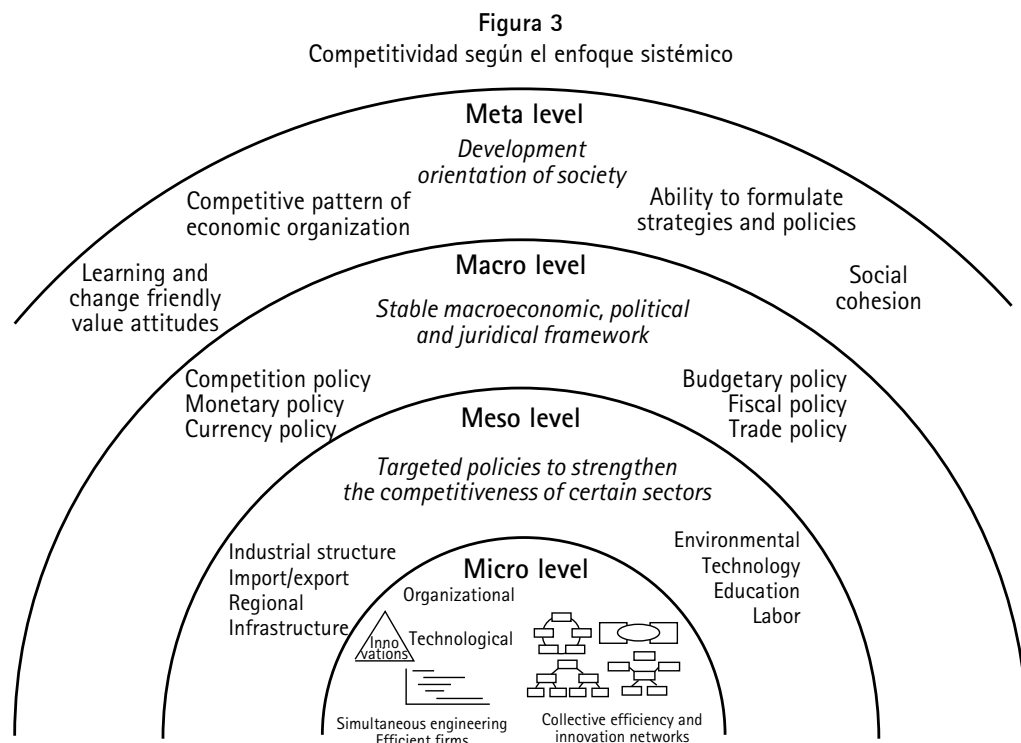 Figura 3
Competitividad según el enfoque sistémico
Meta level
Development
orientation of society
Competitive pattern of
economic organization
Ability to formulate
strategies and policies
Learning and
change friendly
value attitudes
Social
cohesion
Macro level
Stable macroeconomic, political
and juridical framework
Competition policy
Monetary policy
Currency policy
Budgetary policy
Fiscal policy
Trade policy
Meso level
Targeted policies to strengthen
the competitiveness of certain sectors
Industrial structure
Import/export
Regional
Infrastructure
Environmental
Technology
Education
Labor
Micro level
Organizational
Technological
Inno
vations
Simultaneous engineering
Efficient firms
Collective efficiency and
innovation networks